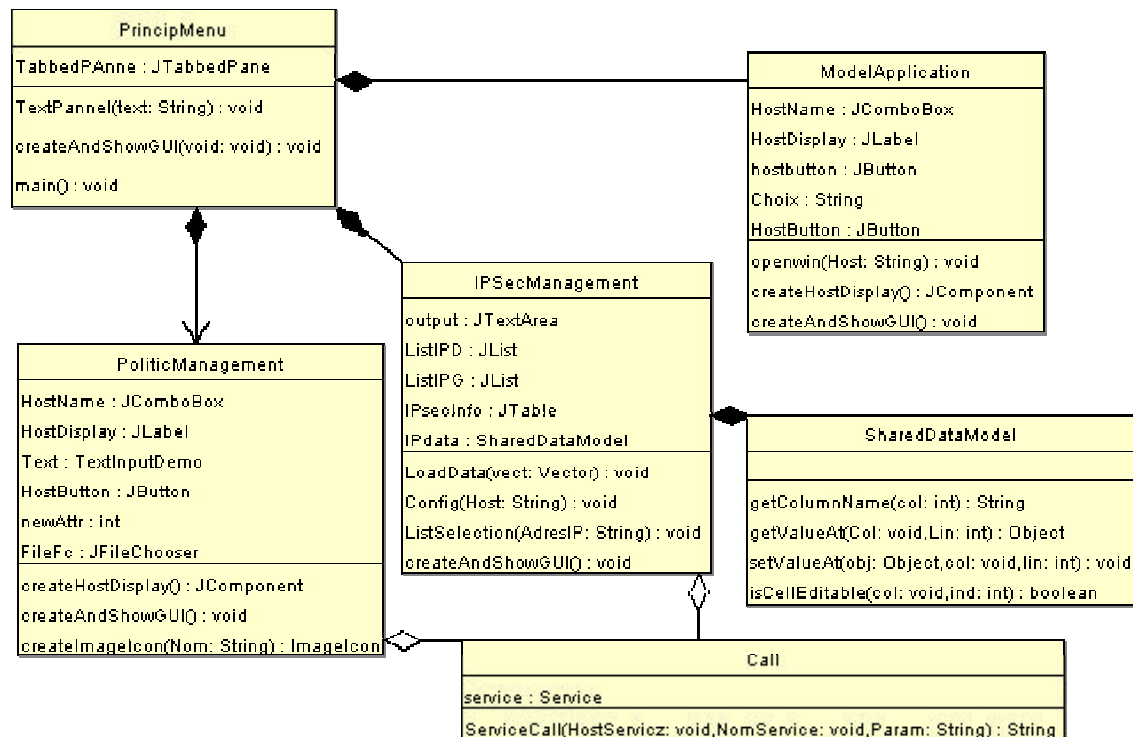 PrincipMenu
TabbedPAnne : JTabbedPane
TextPannel(text: String) : void
createAndShowGUI(void: void) : void
main() : void
ModelApplication
HostName : JComboBox
HostDisplay : JLabel
hostbutton : JButton
Choix : String
HostButton : JButton
openwin(Host: String) : void
createHostDisplay() : JComponent
createAndShowGUI() : void
IPSecManagement
output : JTextArea
ListIPD : JList
ListIPG : JList
IPsecInfo : JTable
IPdata : SharedDataModel
LoadData(vect: Vector) : void
Config(Host: String) : void
ListSelection(AdresIP: String) : void
createAndShowGUI() : void
PoliticManagement
HostName : JComboBox
HostDisplay : JLabel
Text : TextInputDemo
HostButton : JButton
newAttr : int
FileFc : JFileChooser
createHostDisplay() : JComponent
createAndShowGUI() : void
createImageIcon(Nom: String) : ImageIcon
SharedDataModel
getColumnName(col: int) : String
getValueAt(Col: void,Lin: int) : Object
setValueAt(obj: Object,col: void,lin: int) : void
isCellEditable(col: void,ind: int) : boolean
Call
service : Service
ServiceCall(HostServicz: void,NomService: void,Param: String) : String